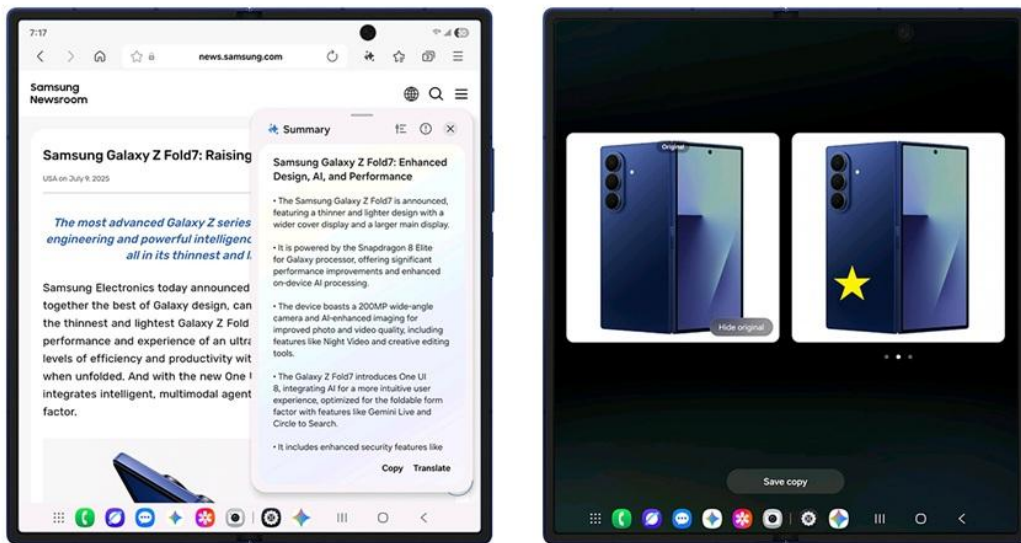 7:17
news.samsung.com
Samsung
Newsroom
Samsung Galaxy Z Fold7: Raising
USA on July 9, 2025
The most advanced Galaxy Z series
engineering and powerful intelligenc
all in its thinnest and l
Samsung Electronics today announced
together the best of Galaxy design, cam
the thinnest and lightest Galaxy Z Fold
performance and experience of an ultra
levels of efficiency and productivity wit
when unfolded. And with the new One U
integrates intelligent, multimodal agent
factor.
Summary
Samsung Galaxy Z Fold7: Enhanced
Design, AI, and Performance
• The Samsung Galaxy Z Fold7 is announced,
featuring a thinner and lighter design with a
wider cover display and a larger main display.
• It is powered by the Snapdragon 8 Elite
for Galaxy processor, offering significant
performance improvements and enhanced
on-device AI processing.
• The device boasts a 200MP wide-angle
camera and AI-enhanced imaging for
improved photo and video quality, including
features like Night Video and creative editing
tools.
• The Galaxy Z Fold7 introduces One UI
8, integrating AI for a more intuitive user
experience, optimized for the foldable form
factor with features like Gemini Live and
Circle to Search.
• It includes enhanced security features like
Copy Translate
Original
Hide original
Save copy